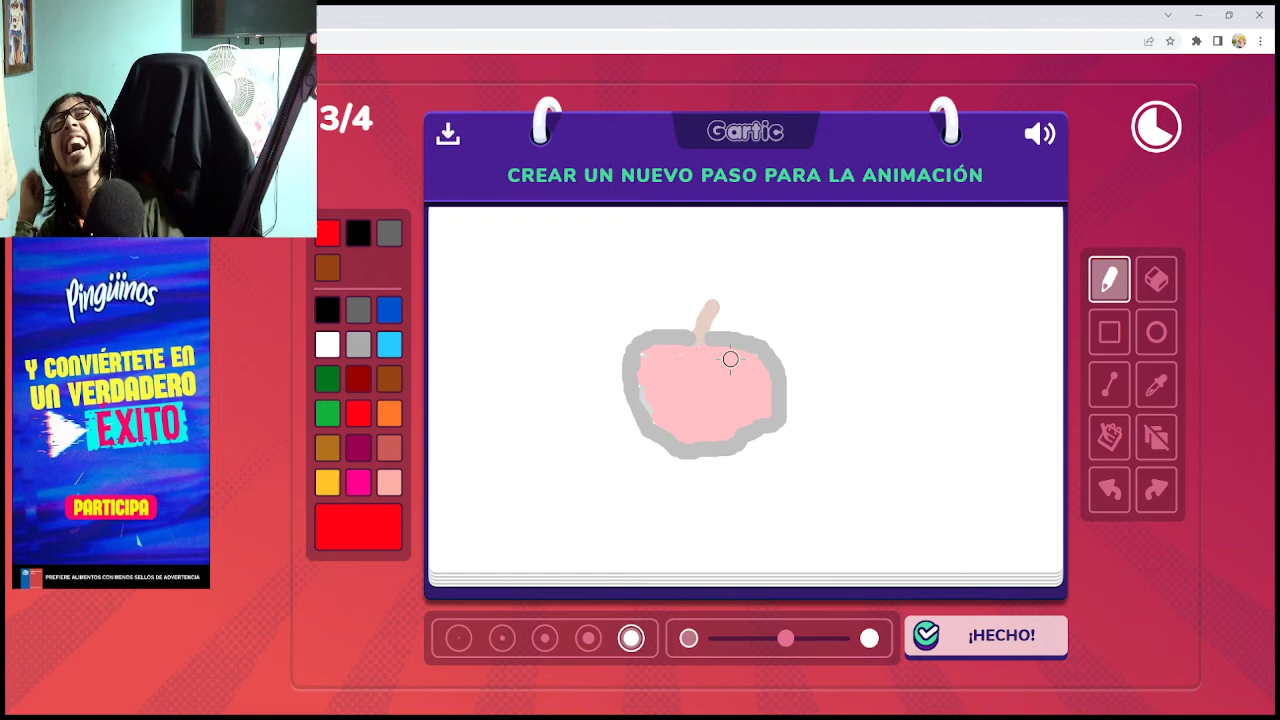 3/4
Gartic
CREAR UN NUEVO PASO PARA LA ANIMACIÓN
Pingüinos
Y CONVIÉRTETE EN
UN VERDADERO
EXITO
PARTICIPA
PREFIERE ALIMENTOS CON MENOS SELLOS DE ADVERTENCIA
¡HECHO!